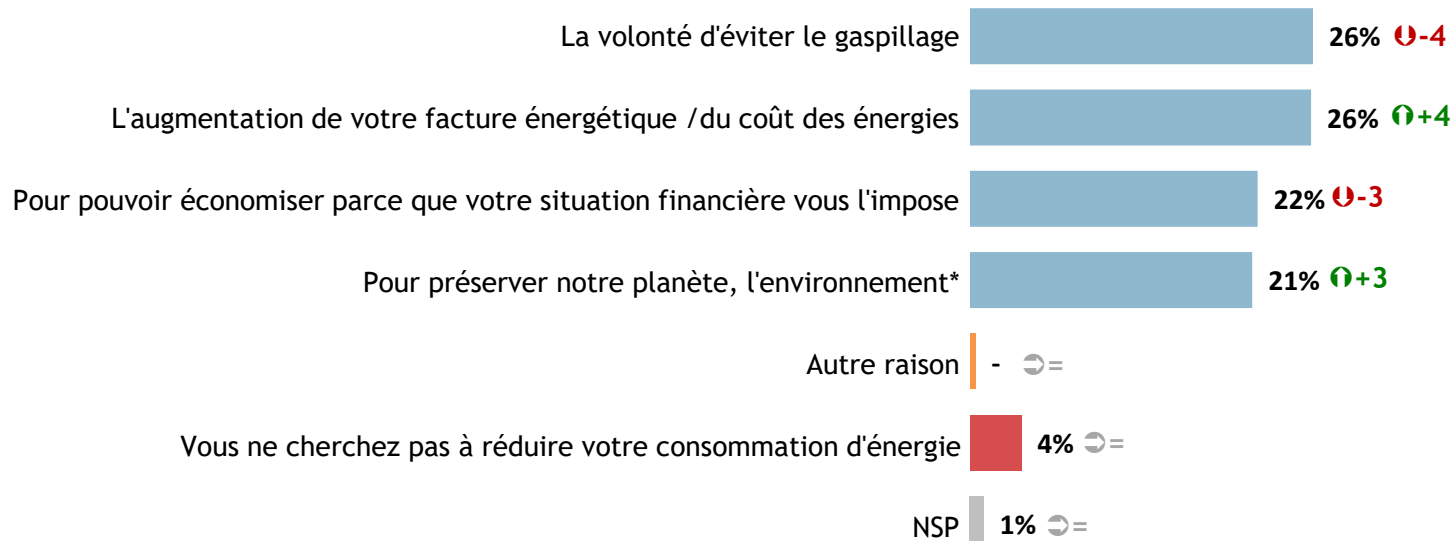 La volonté d'éviter le gaspillage 26% -4
L'augmentation de votre facture énergétique /du coût des énergies 26% +4
Pour pouvoir économiser parce que votre situation financière vous l'impose 22% -3
Pour préserver notre planète, l'environnement* 21% +3
Autre raison - =
Vous ne cherchez pas à réduire votre consommation d'énergie 4% =
NSP 1% =